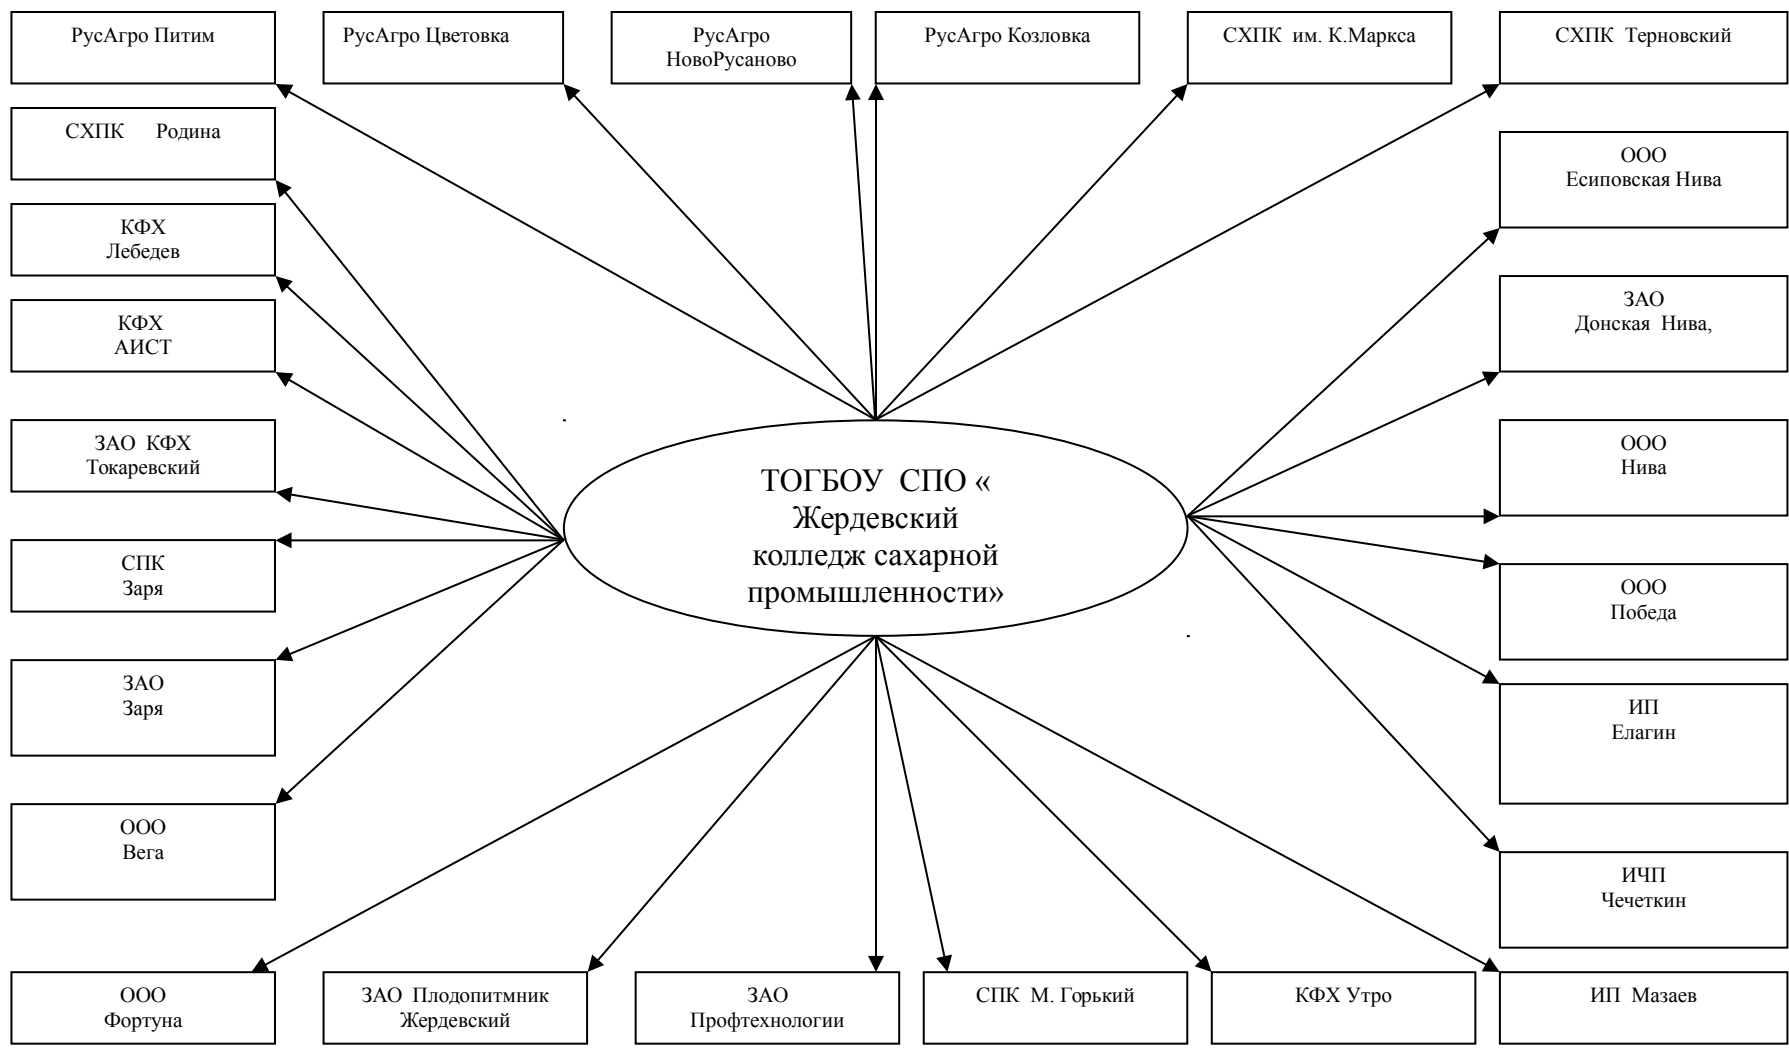 РусАгро Питим
РусАгро Цветовка
РусАгро
НовоРусаново
РусАгро Козловка
СХПК им. К.Маркса
СХПК Терновский
СХПК Родина
КФХ
Лебедев
КФХ
АИСТ
ЗАО КФХ
Токаревский
СПК
Заря
ЗАО
Заря
ООО
Вега
ТОГБОУ СПО «
Жердевский
колледж сахарной
промышленности»
ООО
Есиповская Нива
ЗАО
Донская Нива,
ООО
Нива
ООО
Победа
ИП
Елагин
ИЧП
Чечеткин
ООО
Фортуна
ЗАО Плодопитмник
Жердевский
ЗАО
Профтехнологии
СПК М. Горький
КФХ Утро
ИП Мазаев